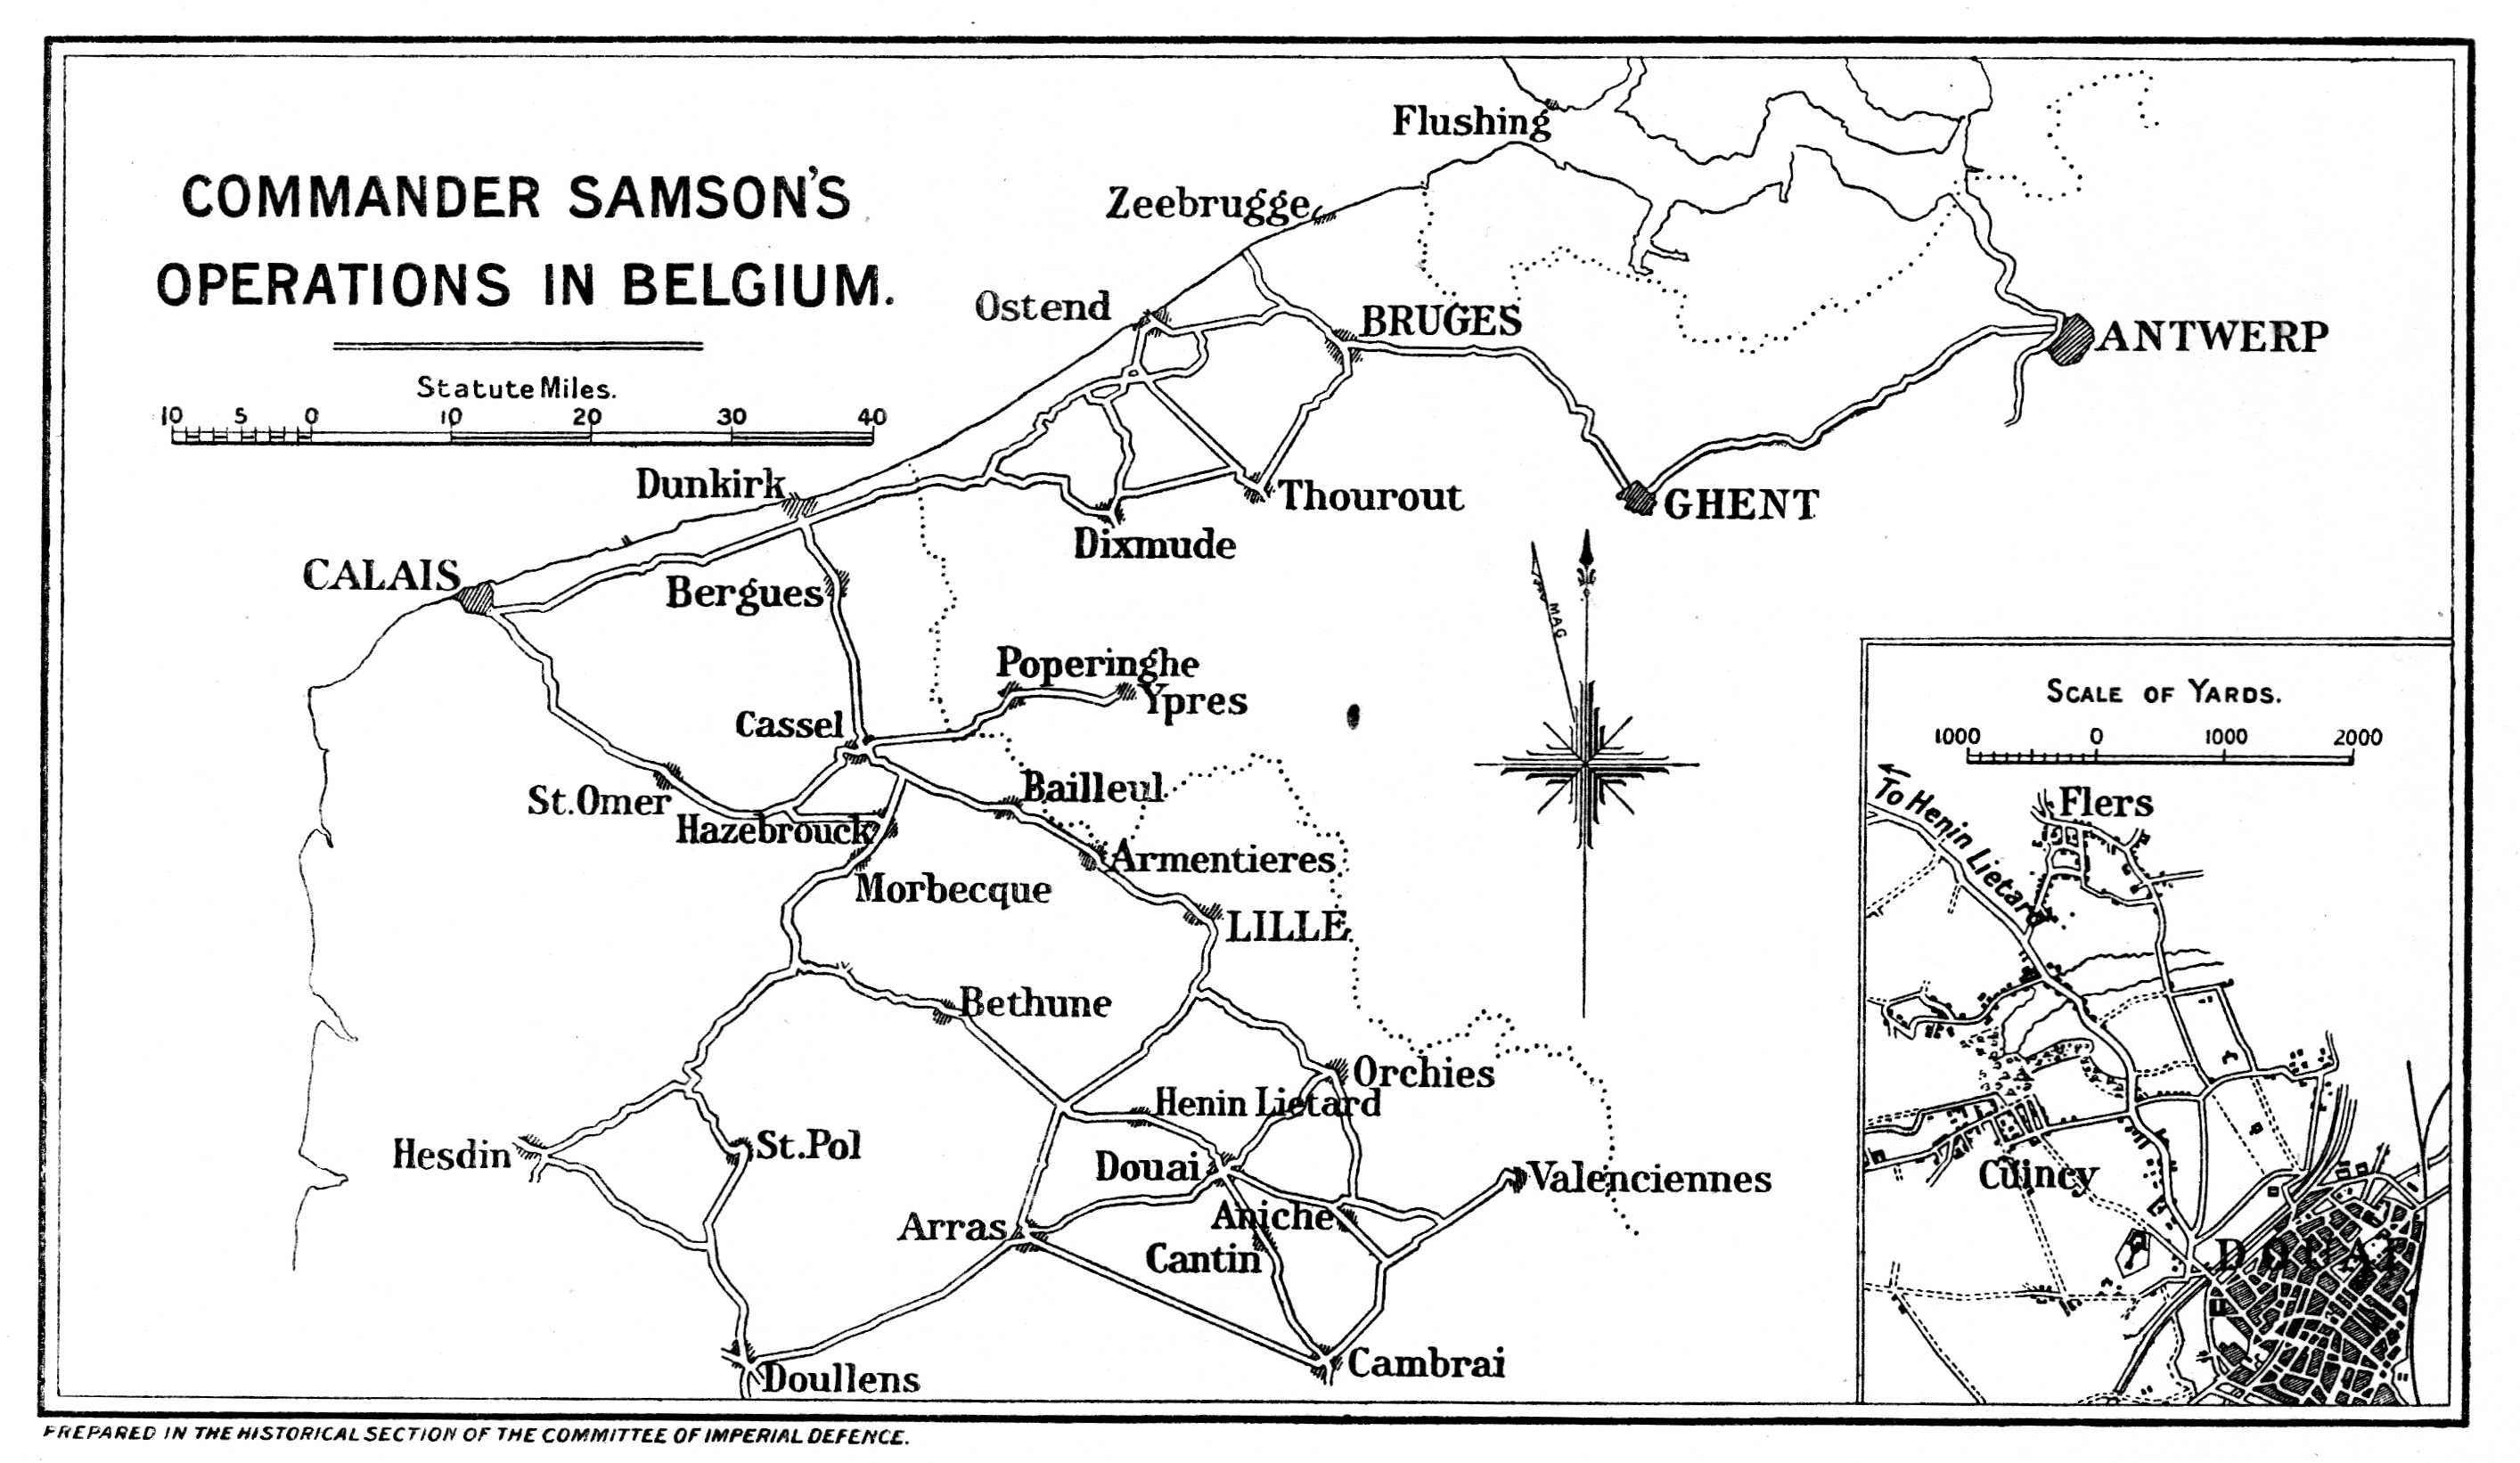 COMMANDER SAMSON'S
OPERATIONS IN BELGIUM.
Statute Miles.
10 5 0 10 20 30 40
Flushing
Zeebrugge
Ostend
BRUGES
ANTWERP
Dunkirk
Thourout
GHENT
Dixmude
CALAIS
Bergues
MAG
Poperinghe
Ypres
Cassel
Bailleul
St.Omer
Hazebrouck
Armentieres
Morbecque
LILLE
Bethune
Orchies
Henin Lietard
Hesdin
St.Pol
Douai
Valenciennes
Arras
Aniche
Cantin
Cambrai
Doullens
SCALE OF YARDS.
1000 0 1000 2000
To Henin Lietard
Flers
Cuincy
DOUAI
PREPARED IN THE HISTORICAL SECTION OF THE COMMITTEE OF IMPERIAL DEFENCE.